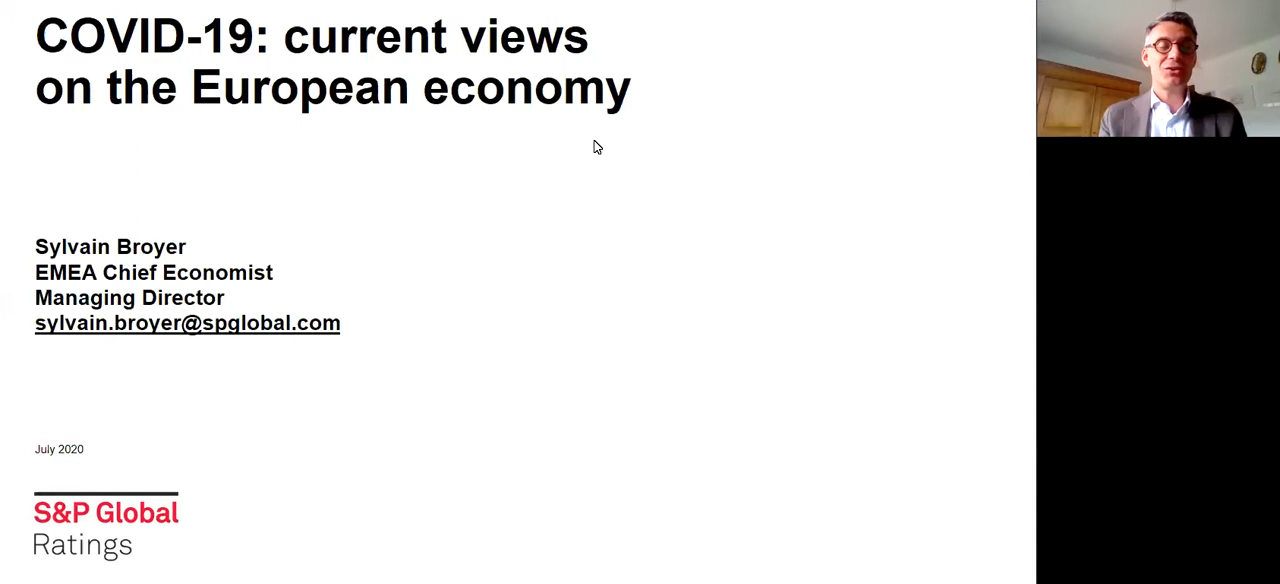 COVID-19: current views
on the European economy
Sylvain Broyer
EMEA Chief Economist
Managing Director
sylvain.broyer@spglobal.com
July 2020
S&P Global
Ratings